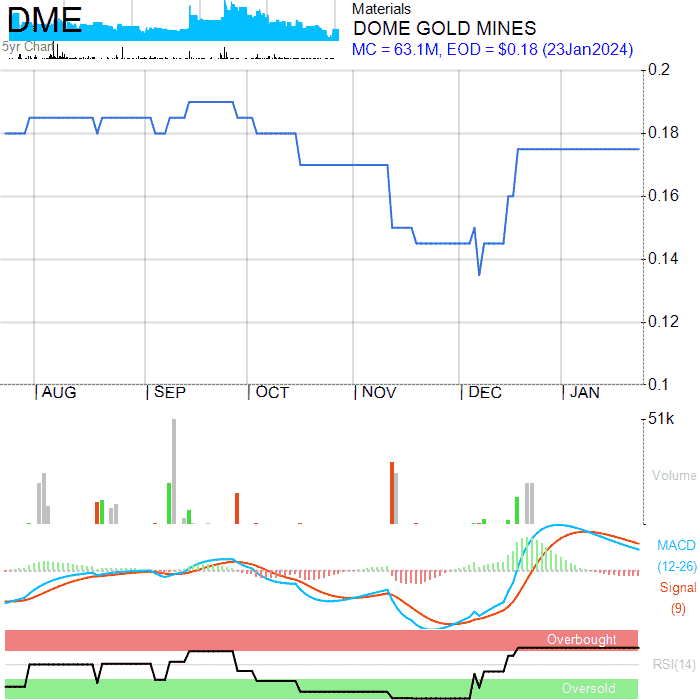 DME
5yr Chart
Materials
DOME GOLD MINES
MC = 63.1M, EOD = $0.18 (23Jan2024)
0.2
0.18
0.16
0.14
0.12
0.1
AUG SEP OCT NOV DEC JAN
51k
Volume
MACD
(12-26)
Signal
(9)
Overbought
RSI(14)
Oversold